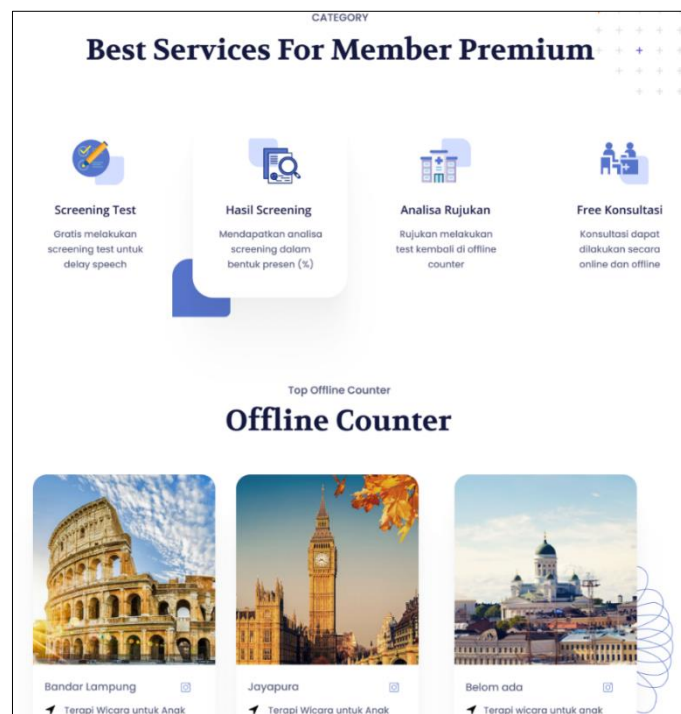 CATEGORY
Best Services For Member Premium
Screening Test
Gratis melakukan
screening test untuk
delay speech
Hasil Screening
Mendapatkan analisa
screening dalam
bentuk presen (%)
Analisa Rujukan
Rujukan melakukan
test kembali di offline
counter
Free Konsultasi
Konsultasi dapat
dilakukan secara
online dan offline
Top Offline Counter
Offline Counter
Bandar Lampung
Terapi Wicara untuk Anak
Jayapura
Terapi Wicara untuk Anak
Belom ada
Terapi wicara untuk anak